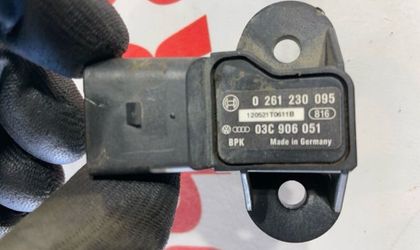 0 261 230 095
120521T0611B 816
03C 906 051
BPK Made in Germany